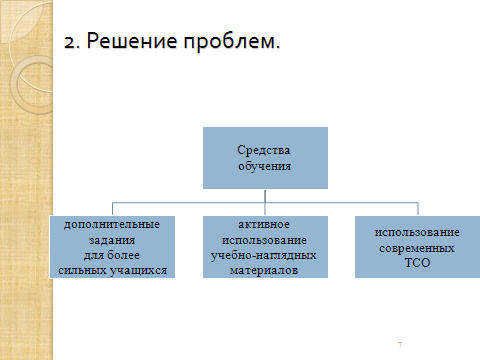 2. Решение проблем.
Средства
обучения
дополнительные
задания
для более
сильных учащихся
активное
использование
учебно-наглядных
материалов
использование
современных
ТСО
7